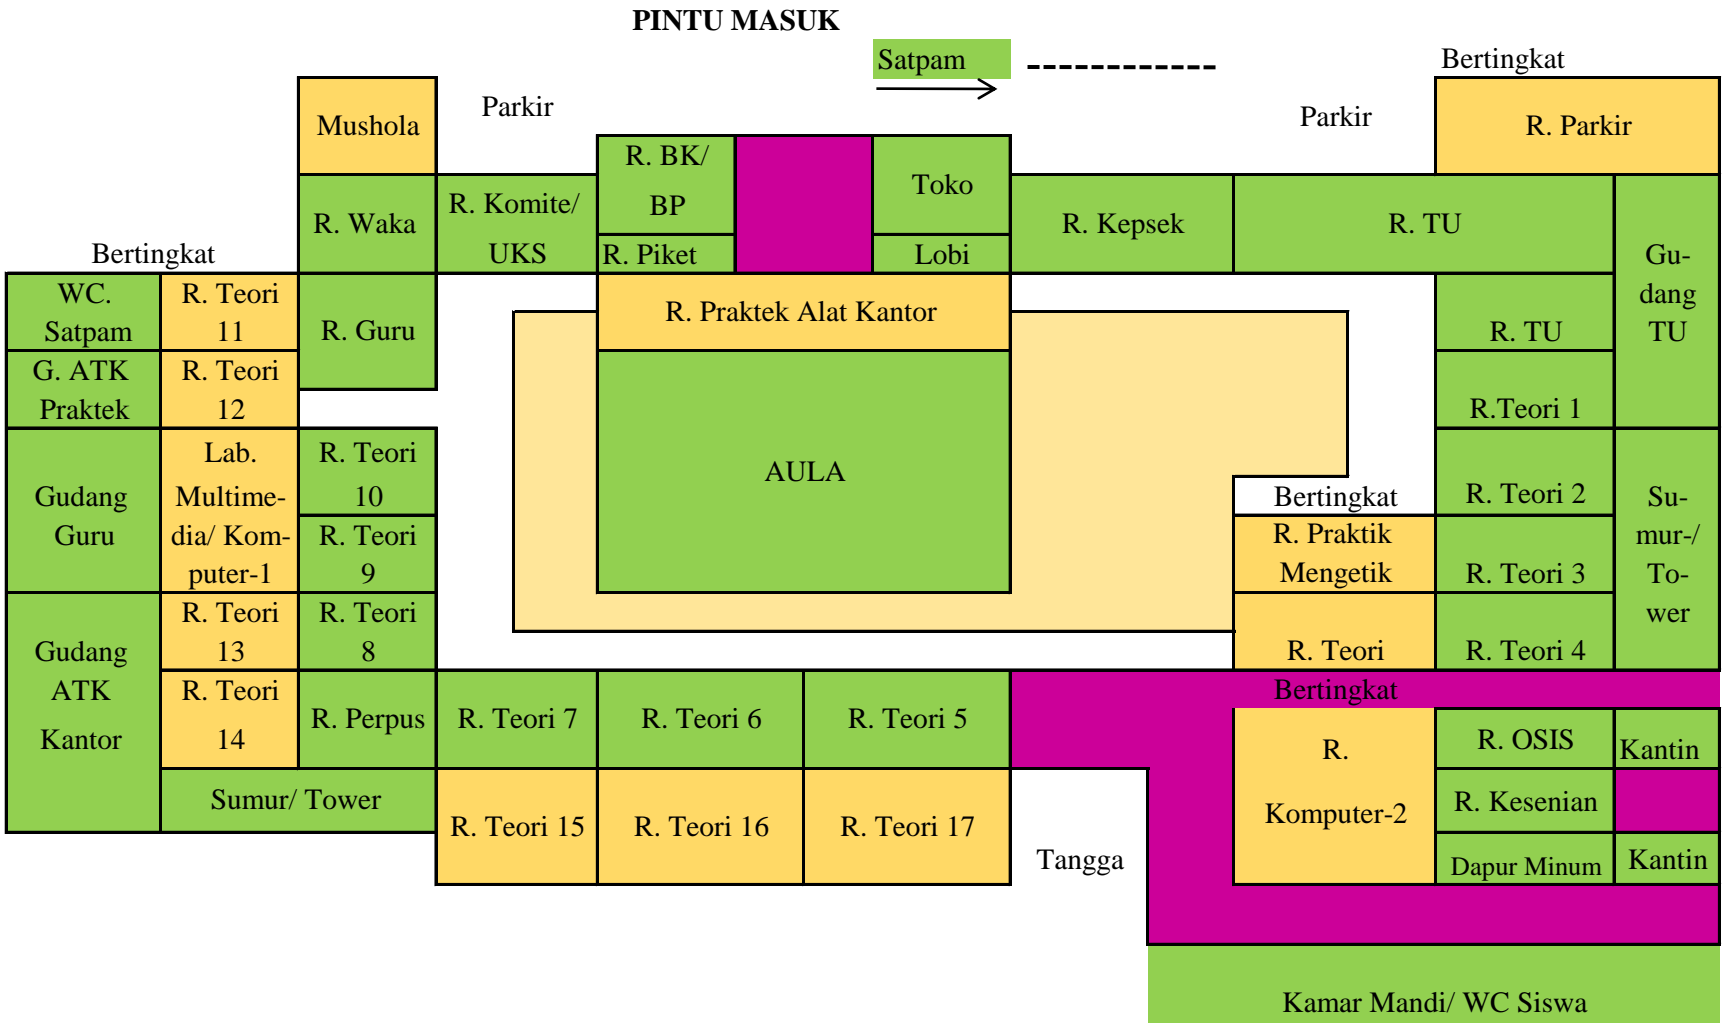 PINTU MASUK
Satpam
Bertingkat
Mushola
Parkir
Parkir
R. Parkir
R. BK/
BP
Toko
R. Waka
R. Komite/
UKS
R. Piket
Lobi
R. Kepsek
R. TU
Gu-
dang
TU
Bertingkat
WC.
Satpam
R. Teori
11
R. Guru
R. Praktek Alat Kantor
R. TU
G. ATK
Praktek
R. Teori
12
R.Teori 1
Gudang
Guru
Lab.
Multime-
dia/ Kom-
puter-1
R. Teori
10
AULA
Bertingkat
R. Teori 2
Su-
mur-/
To-
wer
R. Teori
9
R. Praktik
Mengetik
R. Teori 3
Gudang
ATK
Kantor
R. Teori
13
R. Teori
8
R. Teori
R. Teori 4
Bertingkat
R. Teori
14
R. Perpus
R. Teori 7
R. Teori 6
R. Teori 5
R.
Komputer-2
R. OSIS
Kantin
Sumur/ Tower
R. Teori 15
R. Teori 16
R. Teori 17
R. Kesenian
Tangga
Dapur Minum
Kantin
Kamar Mandi/ WC Siswa